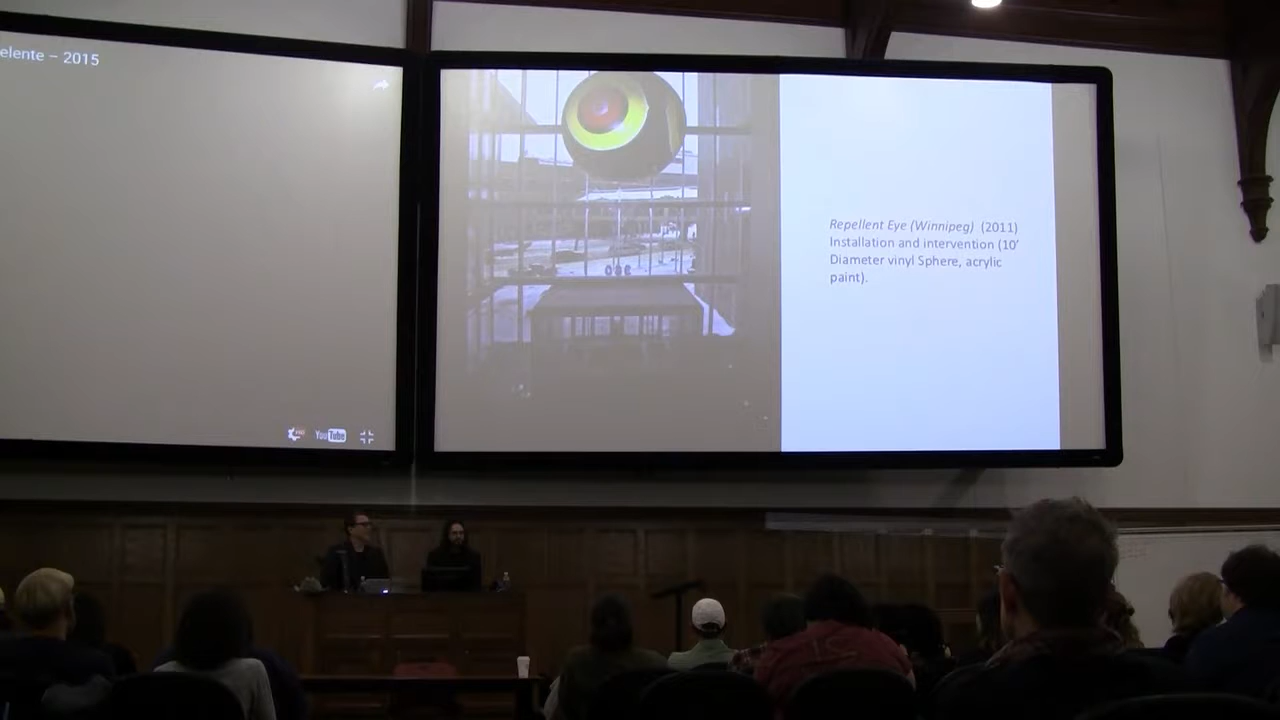 elente – 2015
Repellent Eye (Winnipeg) (2011)
Installation and intervention (10’
Diameter vinyl Sphere, acrylic
paint).
YouTube